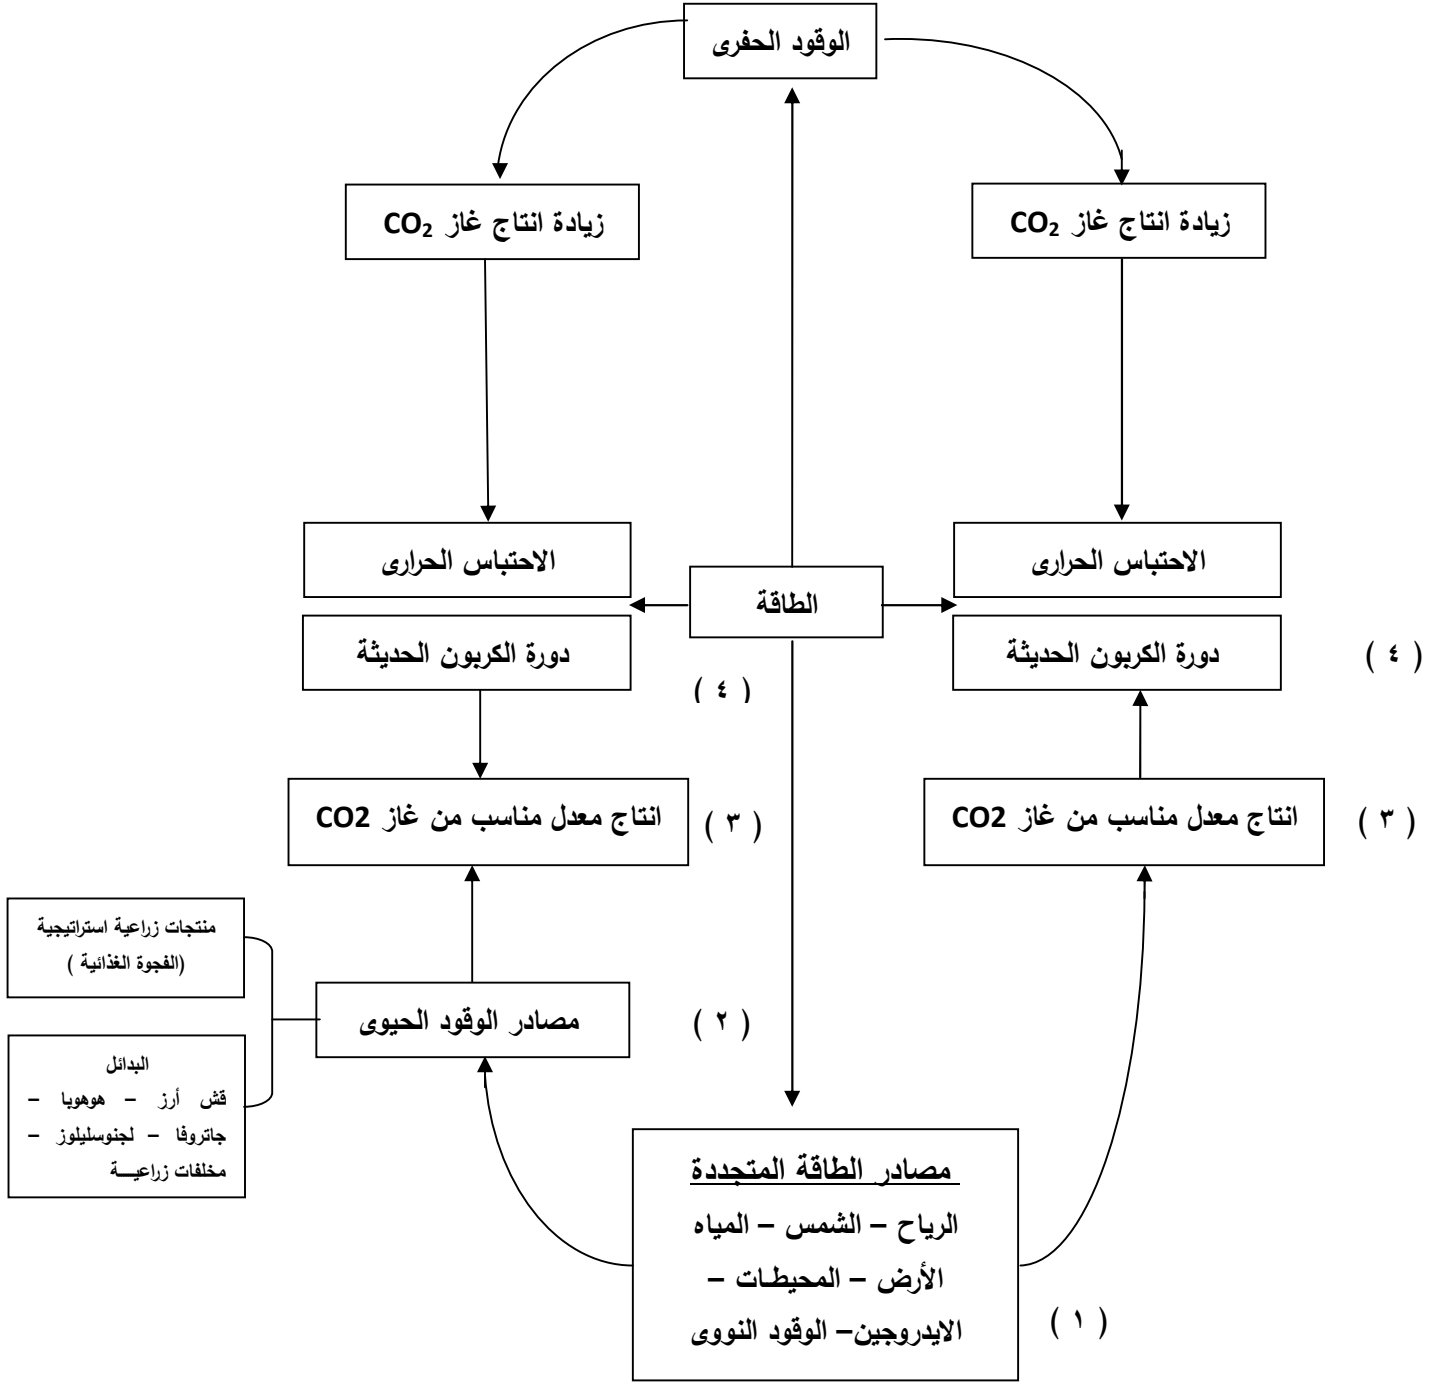 الوقود الحفرى
زيادة انتاج غاز CO₂
زيادة انتاج غاز CO₂
الاحتباس الحرارى
الاحتباس الحرارى
الطاقة
دورة الكربون الحديثة
دورة الكربون الحديثة
( ٤ )
( ٤ )
انتاج معدل مناسب من غاز CO2
( ٣ )
انتاج معدل مناسب من غاز CO2
( ٣ )
منتجات زراعية استراتيجية
(الفجوة الغذائية )
مصادر الوقود الحيوى
( ٢ )
البدائل
قش أرز – هوهوبا –
جاتروفا – لجنوسليلوز –
مخلفات زراعيـــة
مصادر الطاقة المتجددة
الرياح – الشمس – المياه
الأرض – المحيطـات –
الايدروجين– الوقود النووى
( ١ )